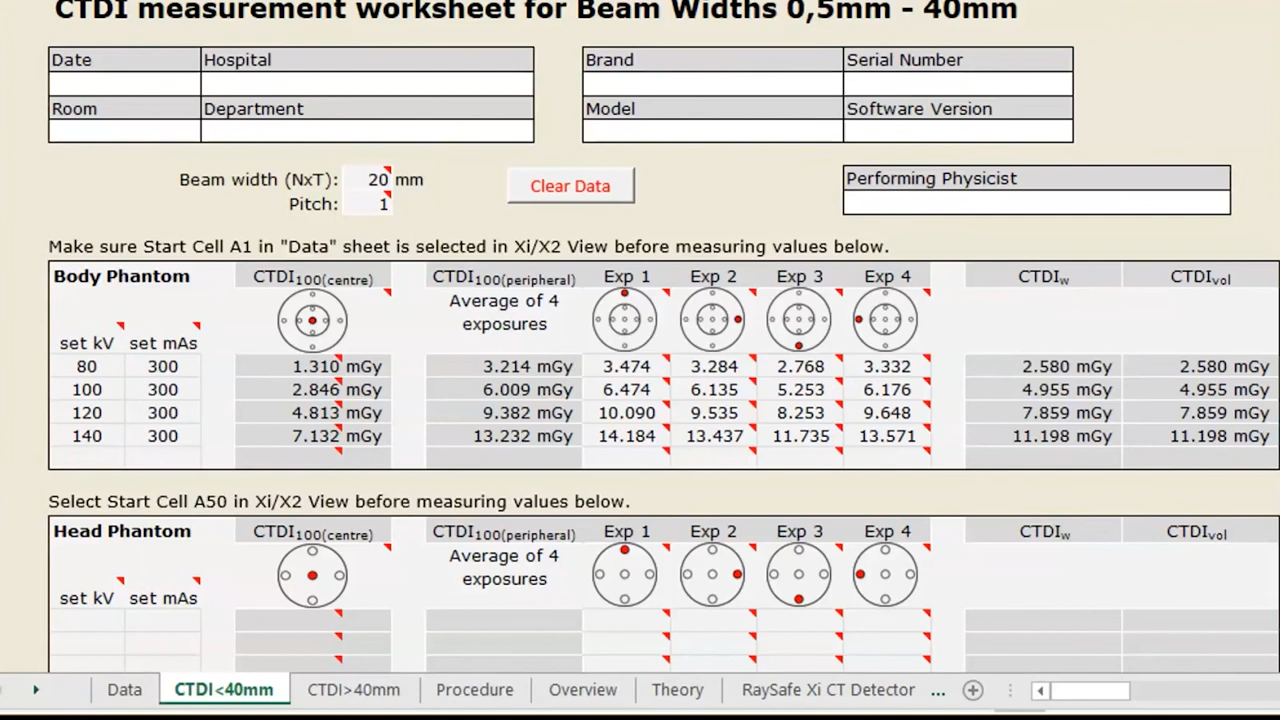 CTDI measurement worksheet for Beam Widths 0,5mm - 40mm
Date Hospital Brand Serial Number
Room Department Model Software Version
Beam width (NxT): 20 mm Clear Data Performing Physicist
Pitch: 1
Make sure Start Cell A1 in "Data" sheet is selected in Xi/X2 View before measuring values below.
Body Phantom CTDI100(centre) CTDI100(peripheral) Exp 1 Exp 2 Exp 3 Exp 4 CTDIw CTDIvol
Average of 4
exposures
set kV set mAs
80 300 1.310 mGy 3.214 mGy 3.474 3.284 2.768 3.332 2.580 mGy 2.580 mGy
100 300 2.846 mGy 6.009 mGy 6.474 6.135 5.253 6.176 4.955 mGy 4.955 mGy
120 300 4.813 mGy 9.382 mGy 10.090 9.535 8.253 9.648 7.859 mGy 7.859 mGy
140 300 7.132 mGy 13.232 mGy 14.184 13.437 11.735 13.571 11.198 mGy 11.198 mGy
Select Start Cell A50 in Xi/X2 View before measuring values below.
Head Phantom CTDI100(centre) CTDI100(peripheral) Exp 1 Exp 2 Exp 3 Exp 4 CTDIw CTDIvol
Average of 4
exposures
set kV set mAs
Data CTDI<40mm CTDI>40mm Procedure Overview Theory RaySafe Xi CT Detector ...